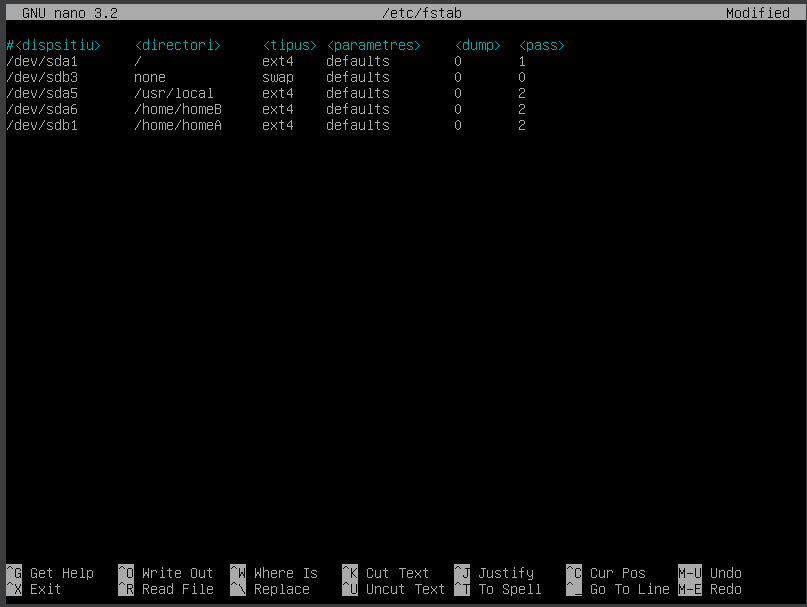 GNU nano 3.2 /etc/fstab Modified
#<dispsitiu> <directori> <tipus> <parametres> <dump> <pass>
/dev/sda1 / ext4 defaults 0 1
/dev/sdb3 none swap defaults 0 0
/dev/sda5 /usr/local ext4 defaults 0 2
/dev/sda6 /home/homeB ext4 defaults 0 2
/dev/sdb1 /home/homeA ext4 defaults 0 2
^G Get Help ^O Write Out ^W Where Is ^K Cut Text ^J Justify ^C Cur Pos M-U Undo
^X Exit ^R Read File ^\ Replace ^U Uncut Text ^T To Spell ^_ Go To Line M-E Redo